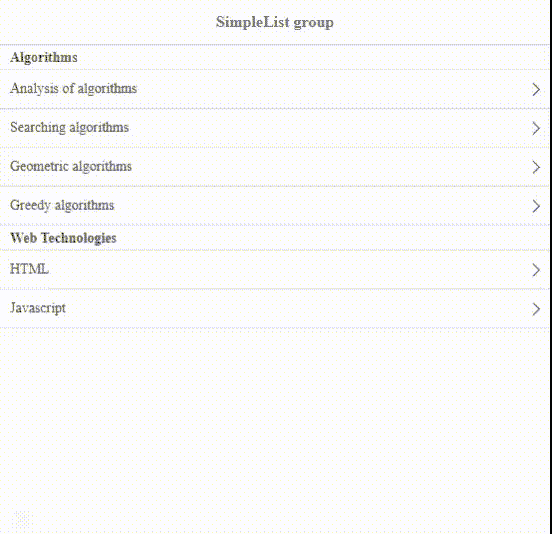 SimpleList group
Algorithms
Analysis of algorithms
Searching algorithms
Geometric algorithms
Greedy algorithms
Web Technologies
HTML
Javascript